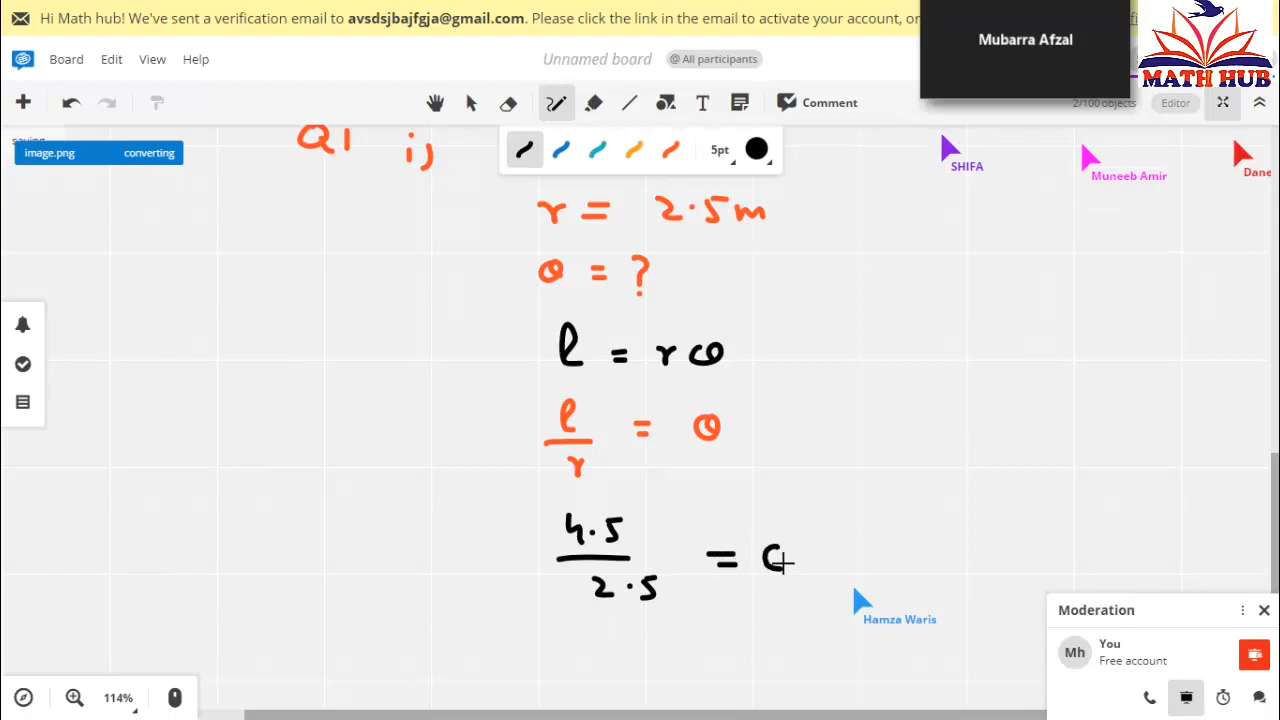 Hi Math hub! We've sent a verification email to avsdsjbajfgja@gmail.com. Please click the link in the email to activate your account, or
Mubarra Afzal
MATH HUB
Board Edit View Help
Unnamed board @ All participants
Comment
2/100 objects
Editor
image.png converting
5pt
SHIFA
Muneeb Amir
Dane
Q1 i)
r = 2.5m
θ = ?
l = rθ
l/r = θ
4.5/2.5 =
Hamza Waris
Moderation
Mh
You
Free account
114%